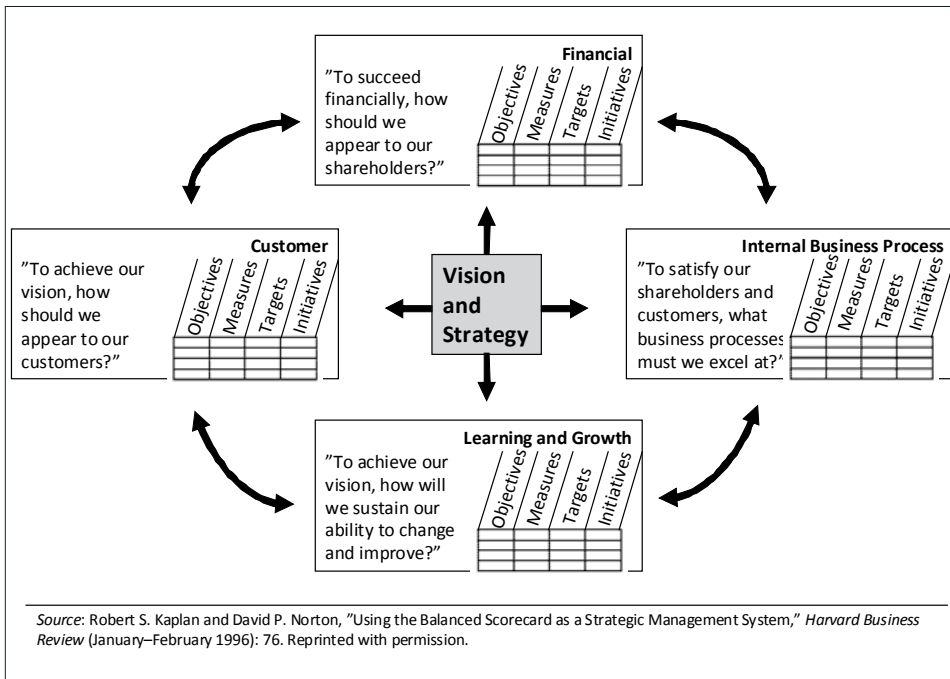 Financial
”To succeed
financially, how
should we
appear to our
shareholders?”
Objectives
Measures
Targets
Initiatives
Customer
”To achieve our
vision, how
should we
appear to our
customers?”
Objectives
Measures
Targets
Initiatives
Vision
and
Strategy
Internal Business Process
”To satisfy our
shareholders and
customers, what
business processes
must we excel at?”
Objectives
Measures
Targets
Initiatives
Learning and Growth
”To achieve our
vision, how will
we sustain our
ability to change
and improve?”
Objectives
Measures
Targets
Initiatives
Source: Robert S. Kaplan and David P. Norton, ”Using the Balanced Scorecard as a Strategic Management System,” Harvard Business
Review (January–February 1996): 76. Reprinted with permission.